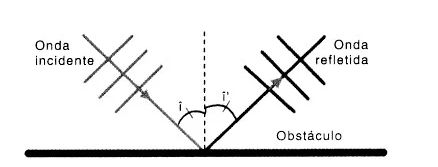 Onda
incidente
Onda
refletida
î
î'
Obstáculo